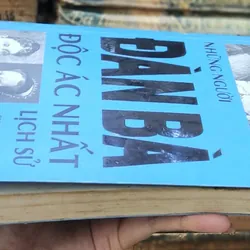 NHỮNG NGƯỜI
ĐÀN BÀ
ĐỘC ÁC NHẤT
LỊCH SỬ